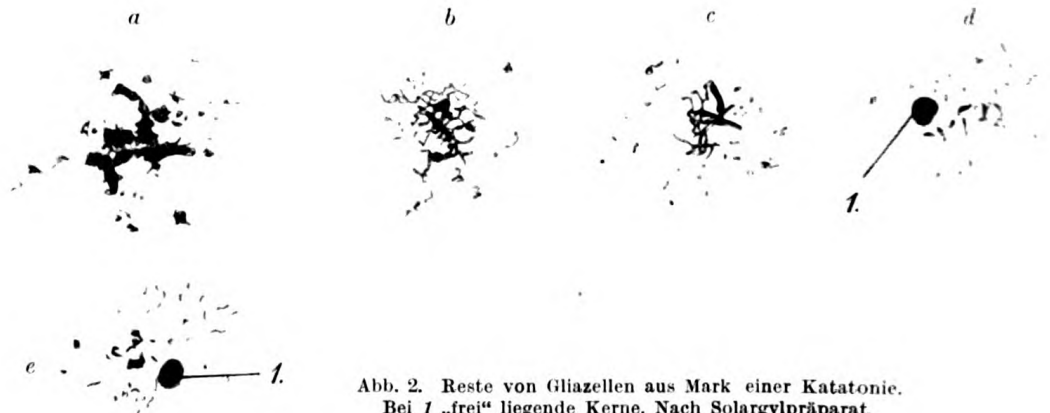 a b c d
1.
e 1.
Abb. 2. Reste von Gliazellen aus Mark einer Katatonie.
Bei 1 „frei“ liegende Kerne. Nach Solargylpräparat.